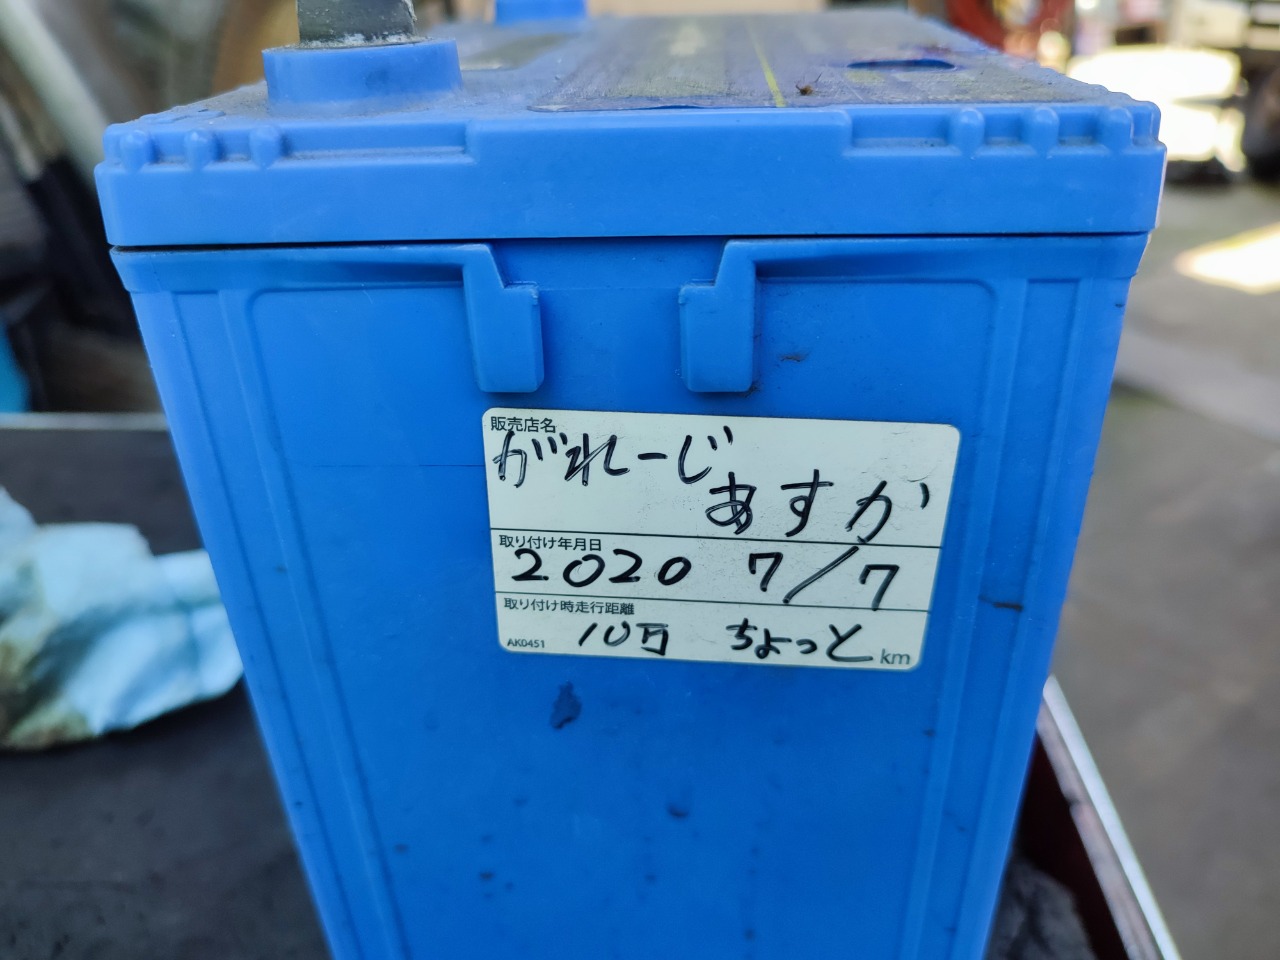 販売店名
がれーじ
あすか
取り付け年月日
2020 7/7
取り付け時走行距離
AK0451 10万 ちょっと km